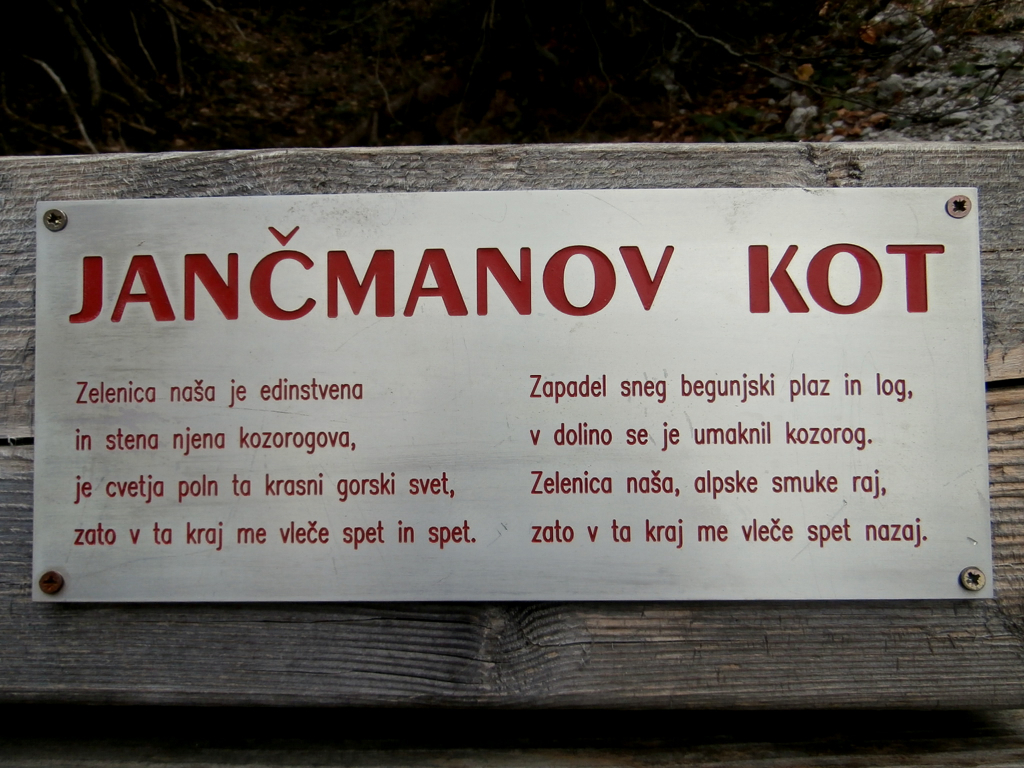 JANČMANOV KOT
Zelenica naša je edinstvena
in stena njena kozorogova,
je cvetja poln ta krasni gorski svet,
zato v ta kraj me vleče spet in spet.
Zapadel sneg begunjski plaz in log,
v dolino se je umaknil kozorog.
Zelenica naša, alpske smuke raj,
zato v ta kraj me vleče spet nazaj.